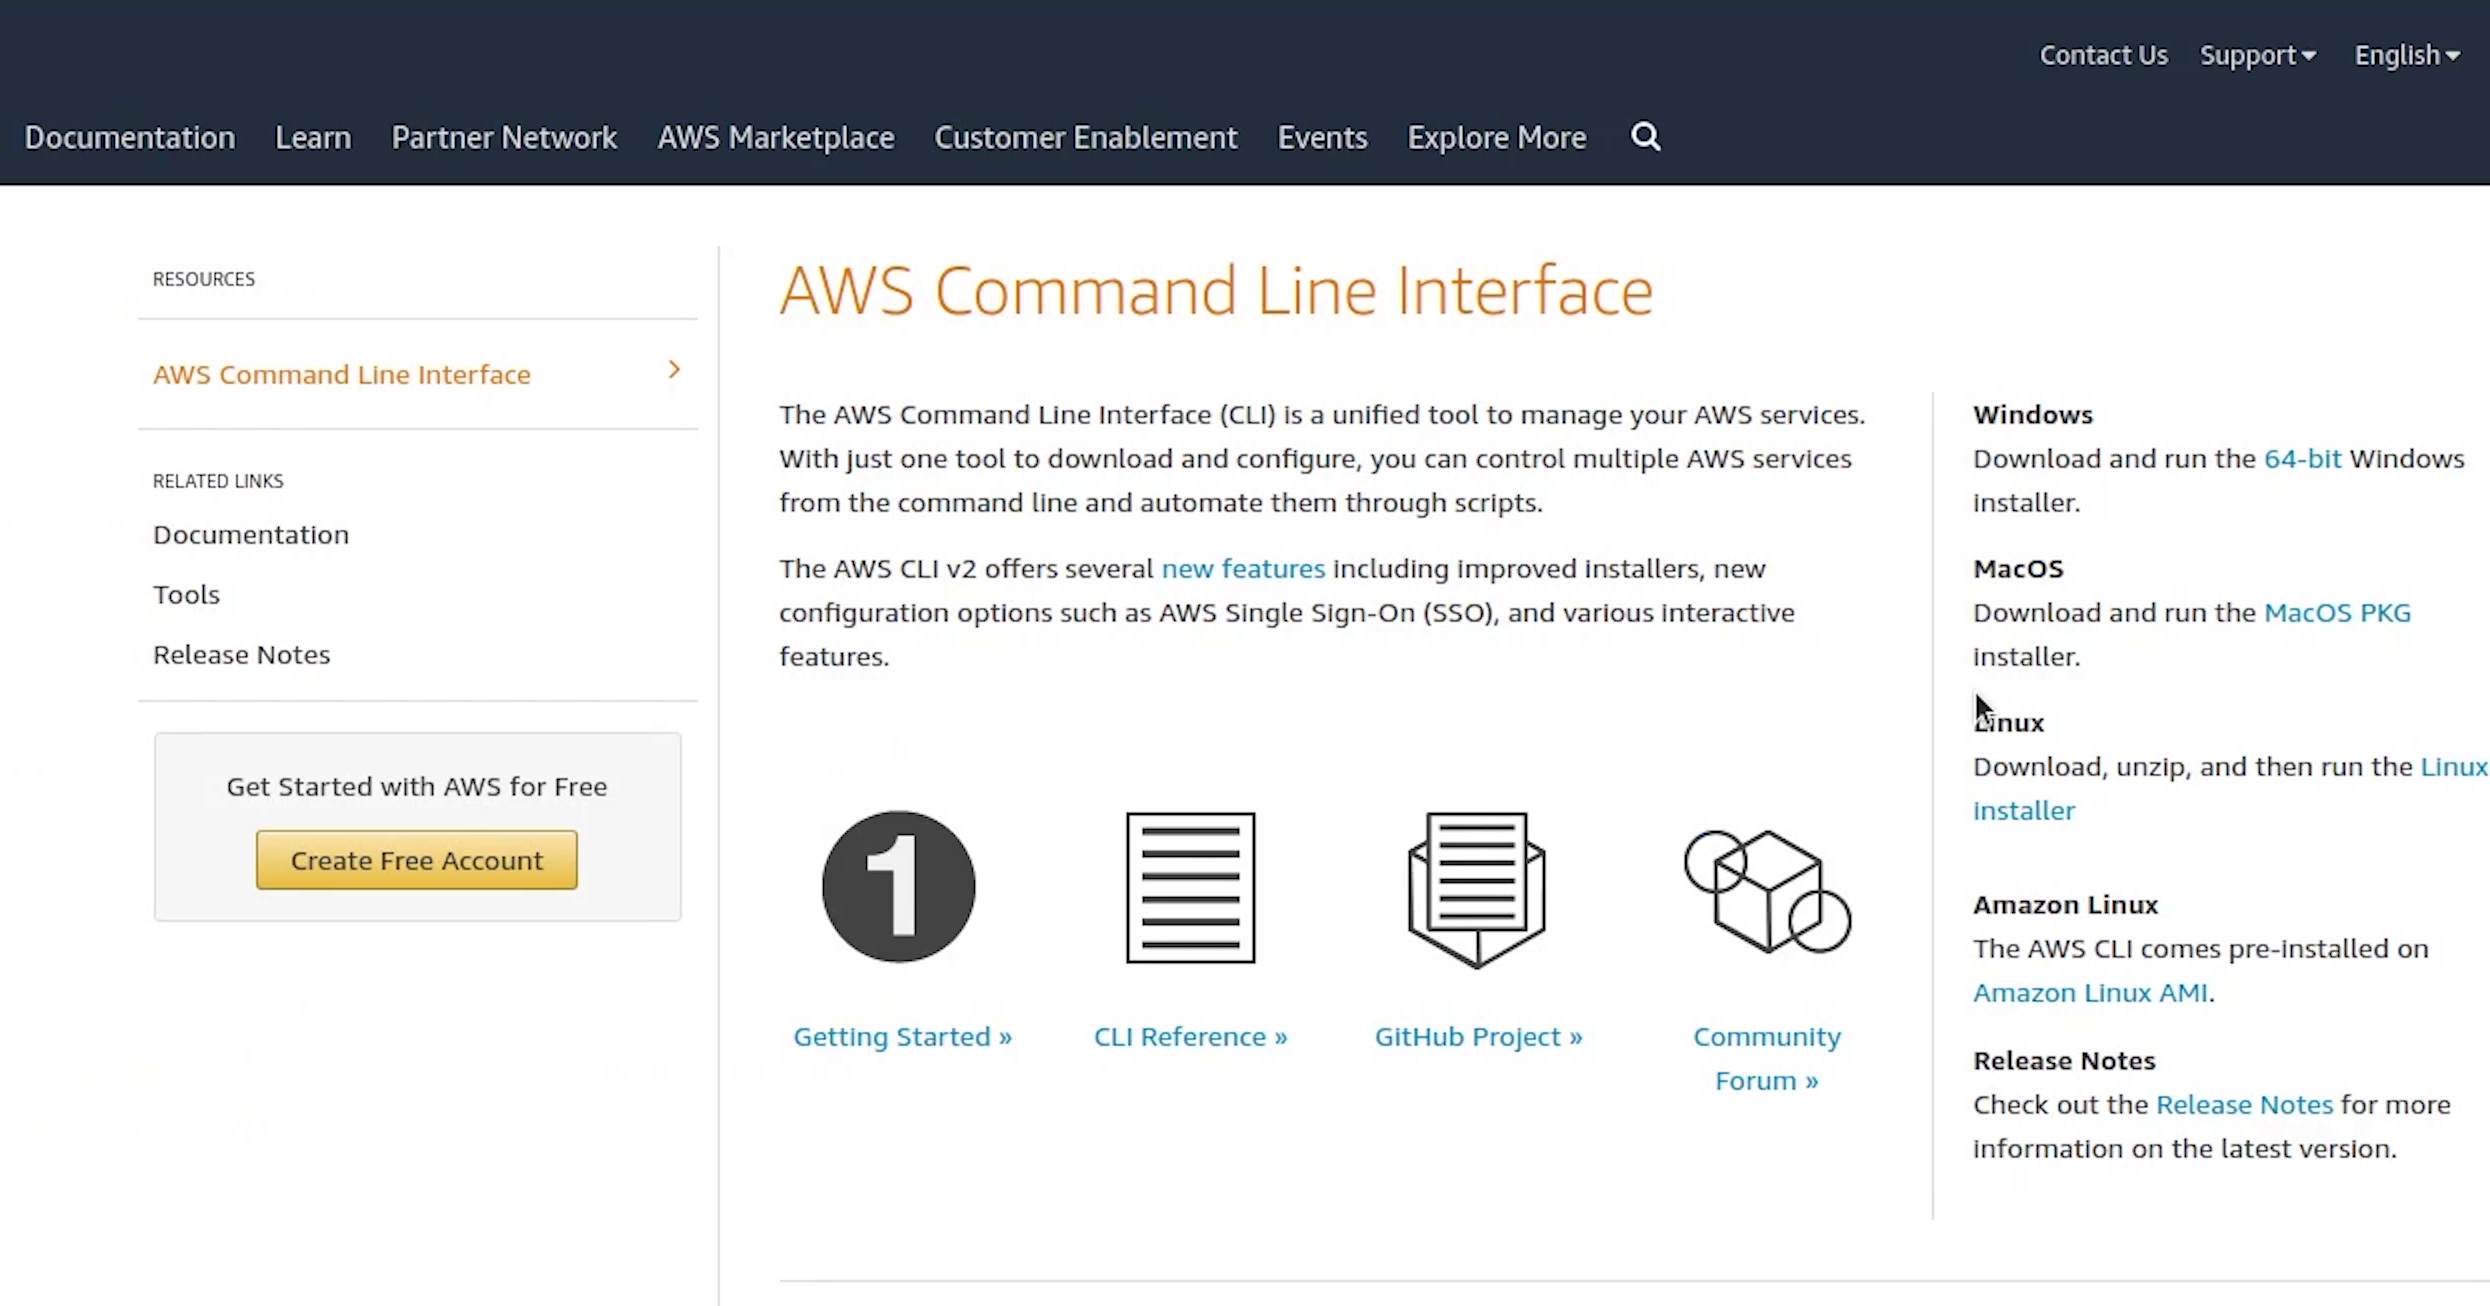 Contact Us Support English
Documentation Learn Partner Network AWS Marketplace Customer Enablement Events Explore More
RESOURCES
AWS Command Line Interface
RELATED LINKS
Documentation
Tools
Release Notes
Get Started with AWS for Free
Create Free Account
AWS Command Line Interface
The AWS Command Line Interface (CLI) is a unified tool to manage your AWS services.
With just one tool to download and configure, you can control multiple AWS services
from the command line and automate them through scripts.
The AWS CLI v2 offers several new features including improved installers, new
configuration options such as AWS Single Sign-On (SSO), and various interactive
features.
1
Getting Started »
CLI Reference »
GitHub Project »
Community
Forum »
Windows
Download and run the 64-bit Windows
installer.
MacOS
Download and run the MacOS PKG
installer.
Linux
Download, unzip, and then run the Linux
installer
Amazon Linux
The AWS CLI comes pre-installed on
Amazon Linux AMI.
Release Notes
Check out the Release Notes for more
information on the latest version.